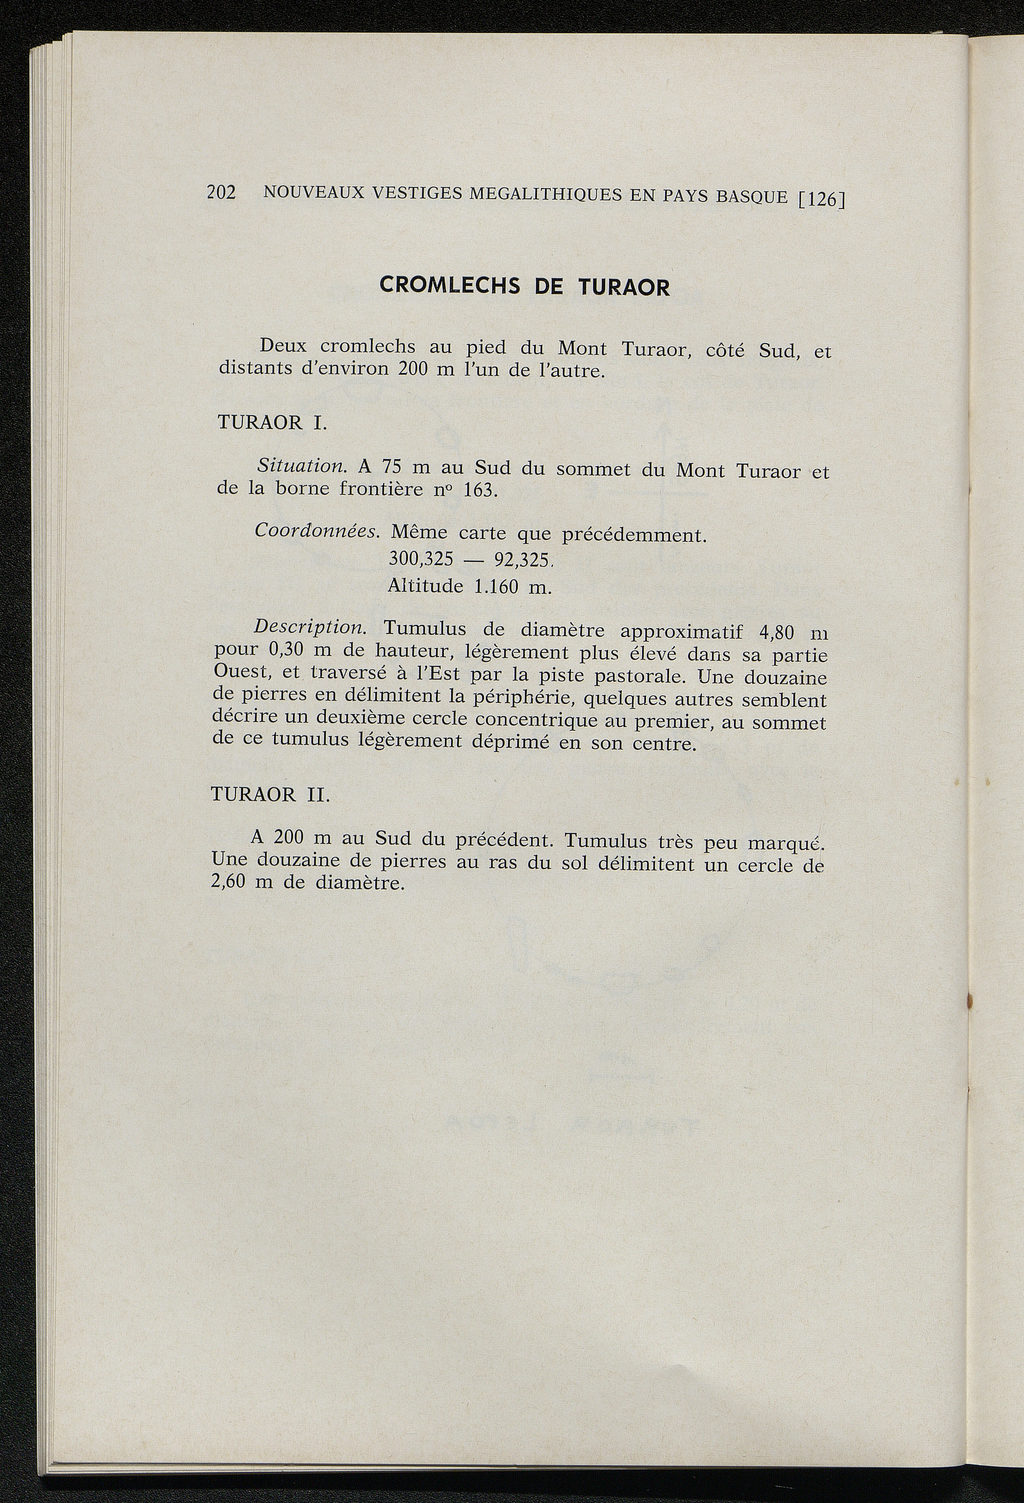 202 NOUVEAUX VESTIGES MEGALITHIQUES EN PAYS BASQUE [126]
CROMLECHS DE TURAOR
Deux cromlechs au pied du Mont Turaor, côté Sud, et
distants d'environ 200 m l'un de l'autre.
TURAOR I.
Situation. A 75 m au Sud du sommet du Mont Turaor et
de la borne frontière nº 163.
Coordonnées. Même carte que précédemment.
300,325 — 92,325.
Altitude 1.160 m.
Description. Tumulus de diamètre approximatif 4,80 m
pour 0,30 m de hauteur, légèrement plus élevé dans sa partie
Ouest, et traversé à l'Est par la piste pastorale. Une douzaine
de pierres en délimitent la périphérie, quelques autres semblent
décrire un deuxième cercle concentrique au premier, au sommet
de ce tumulus légèrement déprimé en son centre.
TURAOR II.
A 200 m au Sud du précédent. Tumulus très peu marqué.
Une douzaine de pierres au ras du sol délimitent un cercle de
2,60 m de diamètre.